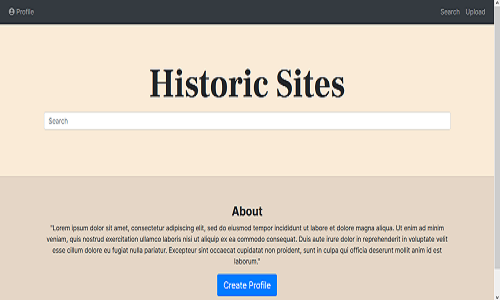 Profile
Search Upload
Historic Sites
Search
About
"Lorem ipsum dolor sit amet, consectetur adipiscing elit, sed do eiusmod tempor incididunt ut labore et dolore magna aliqua. Ut enim ad minim
veniam, quis nostrud exercitation ullamco laboris nisi ut aliquip ex ea commodo consequat. Duis aute irure dolor in reprehenderit in voluptate velit
esse cillum dolore eu fugiat nulla pariatur. Excepteur sint occaecat cupidatat non proident, sunt in culpa qui officia deserunt mollit anim id est
laborum."
Create Profile